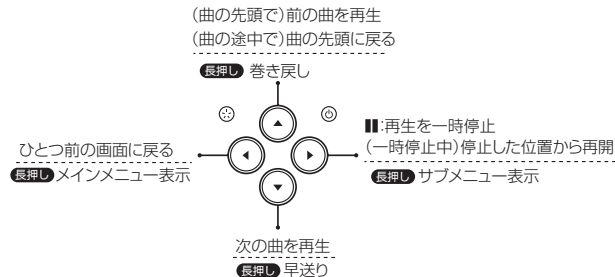 (曲の先頭で)前の曲を再生
(曲の途中で)曲の先頭に戻る
長押し 巻き戻し
ひとつ前の画面に戻る
長押し メインメニュー表示
▮▮:再生を一時停止
(一時停止中)停止した位置から再開
長押し サブメニュー表示
次の曲を再生
長押し 早送り